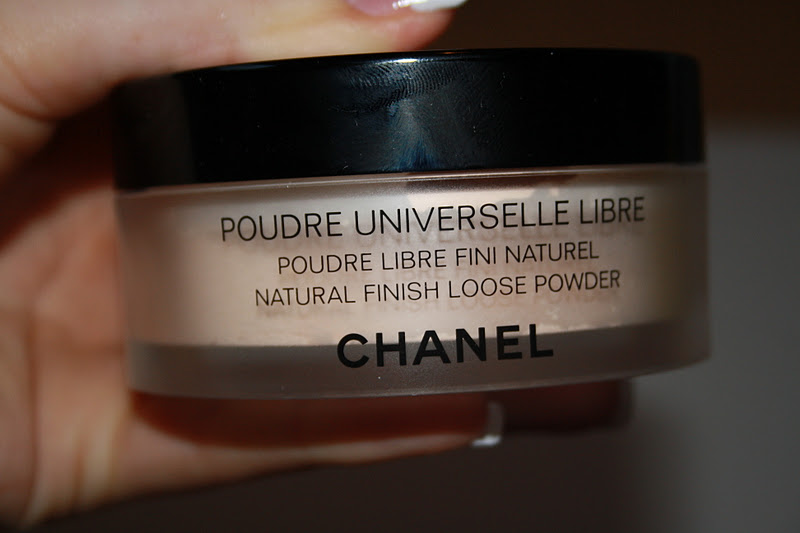 POUDRE UNIVERSELLE LIBRE
POUDRE LIBRE FINI NATUREL
NATURAL FINISH LOOSE POWDER
CHANEL